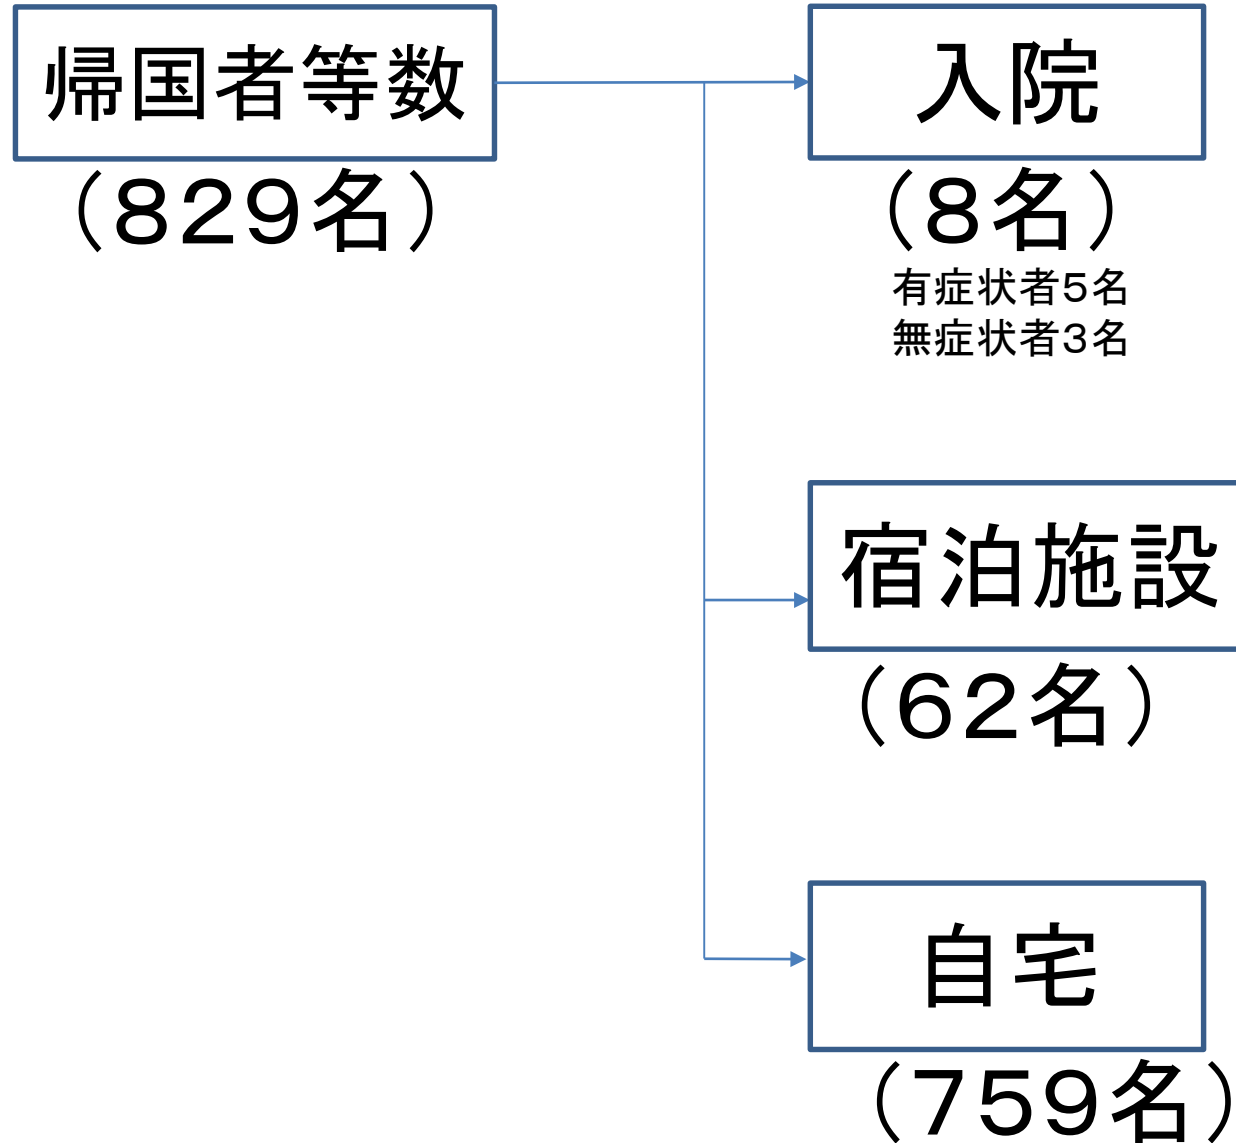 帰国者等数
（８２９名）
入院
（８名）
有症状者５名
無症状者３名
宿泊施設
（６２名）
自宅
（７５９名）